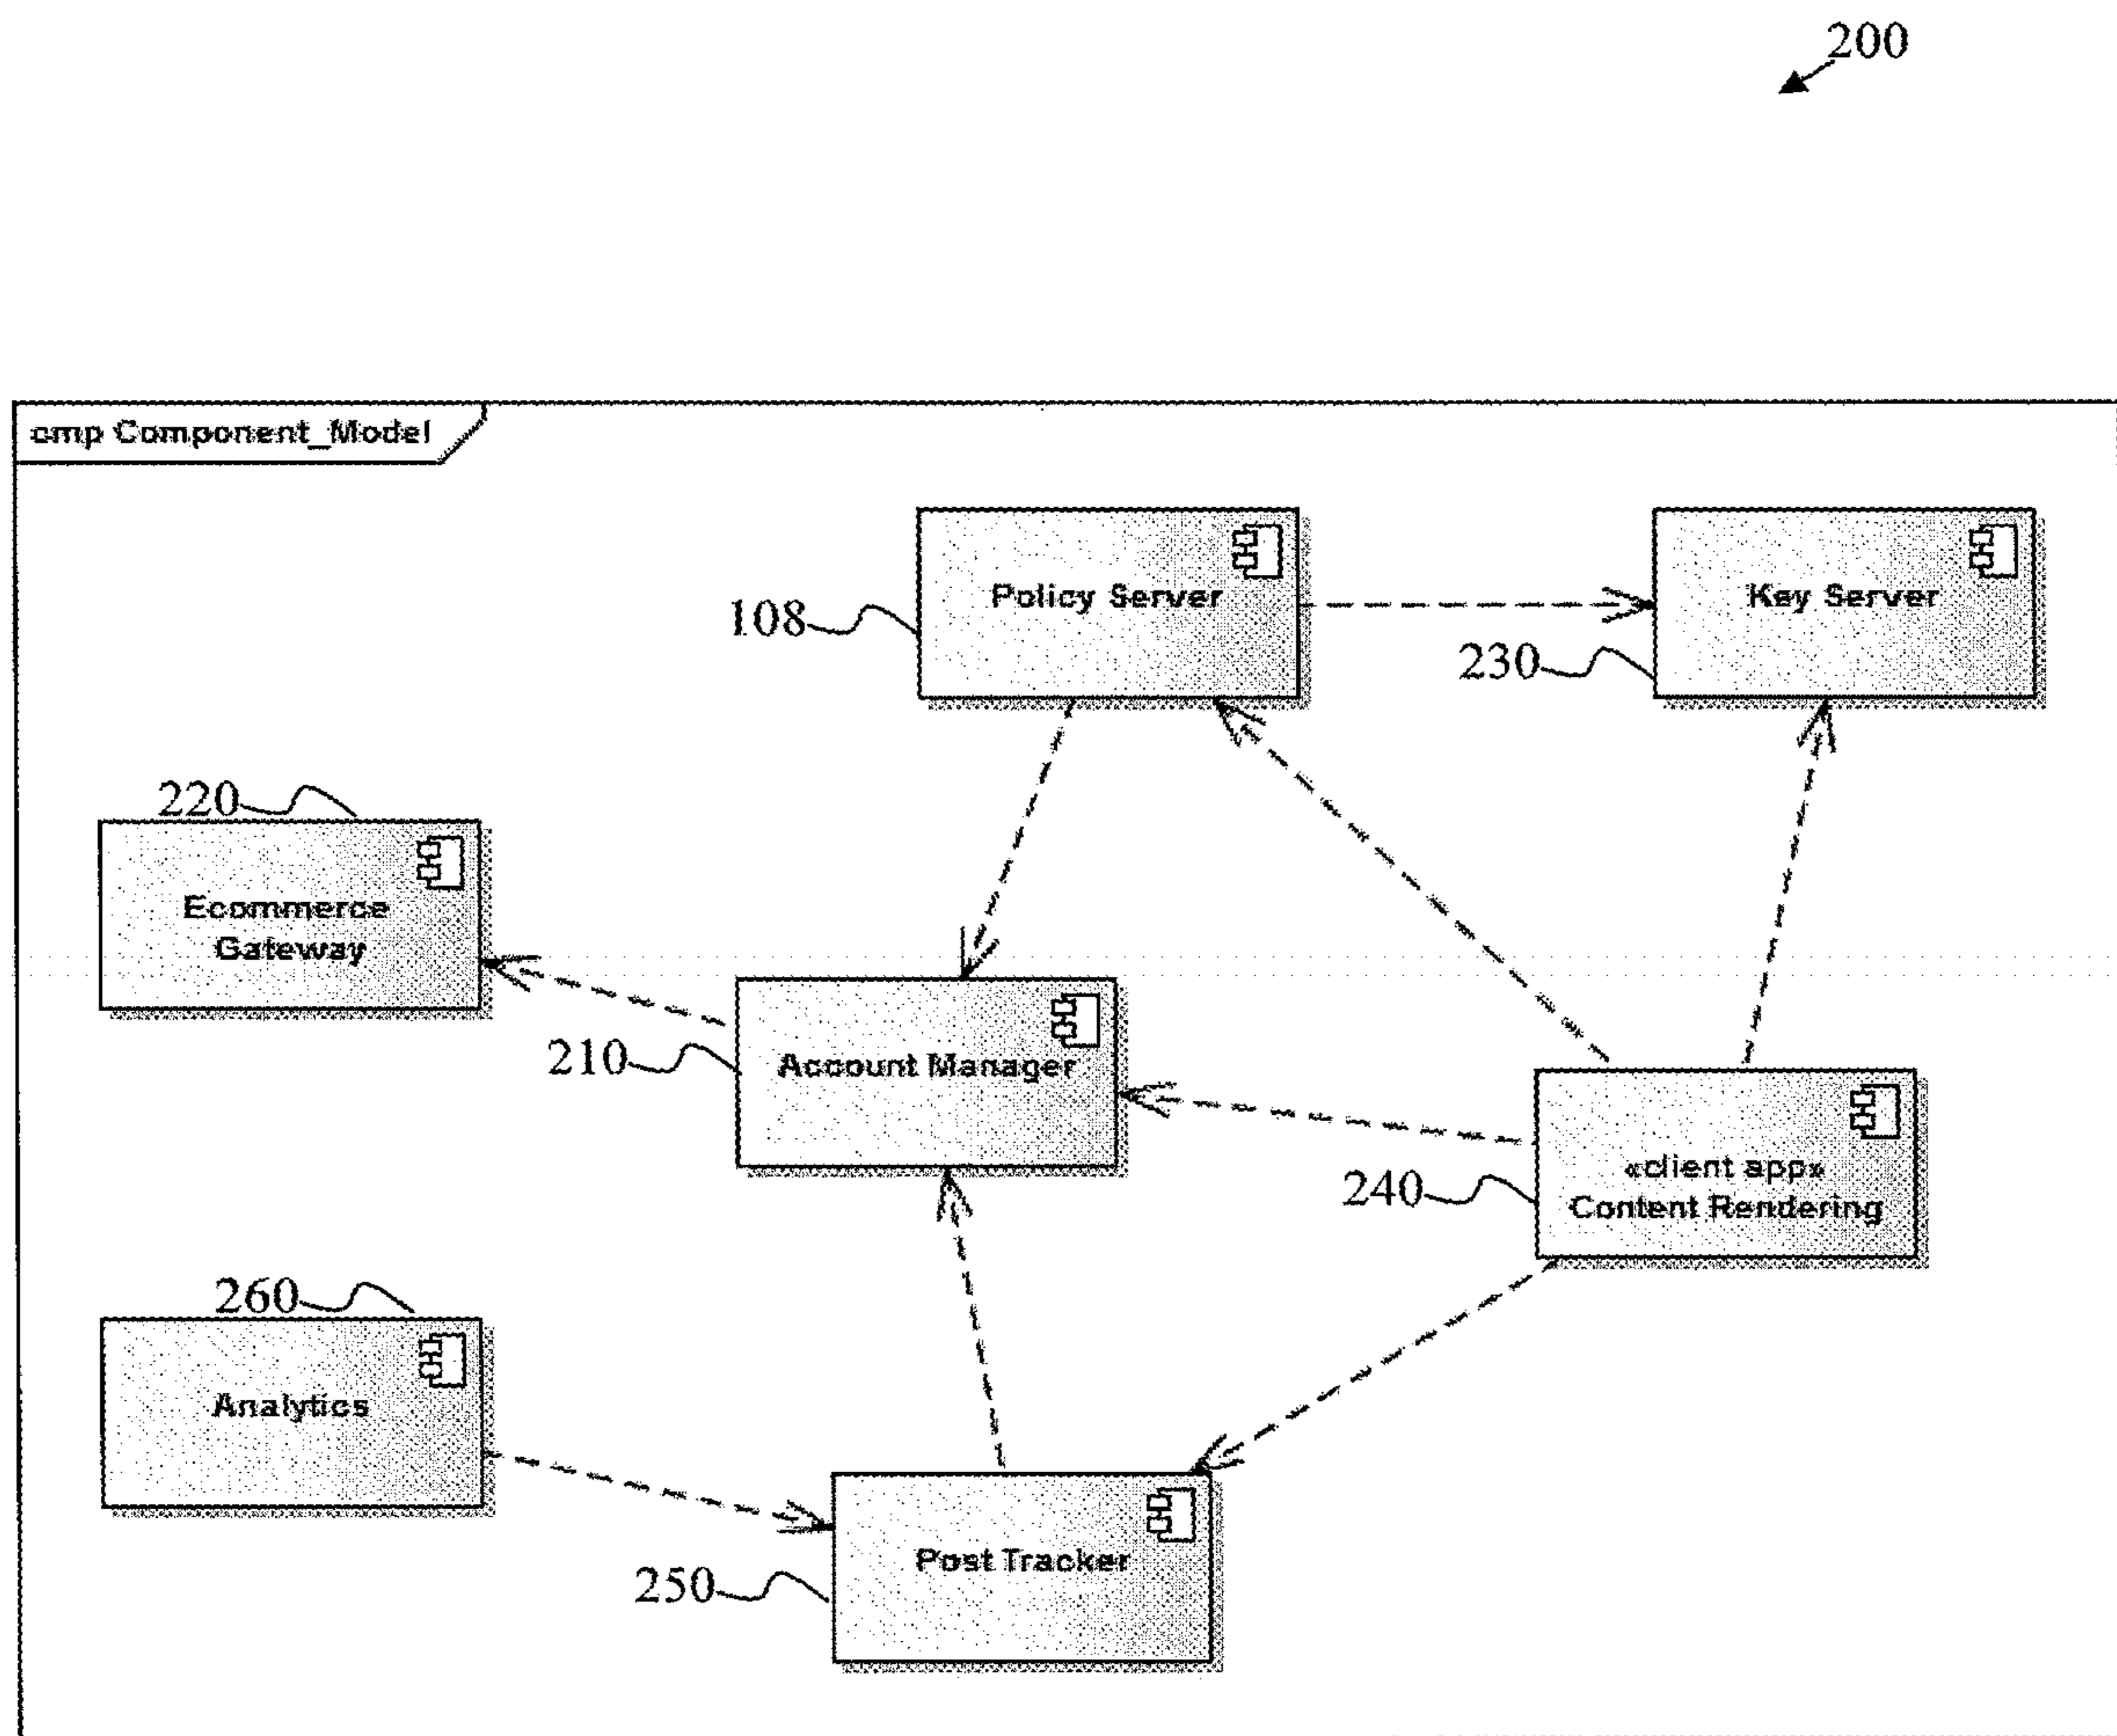 200
cmp Component_Model
Policy Server
108
Key Server
230
220
Ecommerce
Gateway
210
Account Manager
«client app»
Content Rendering
240
260
Analytics
Post Tracker
250